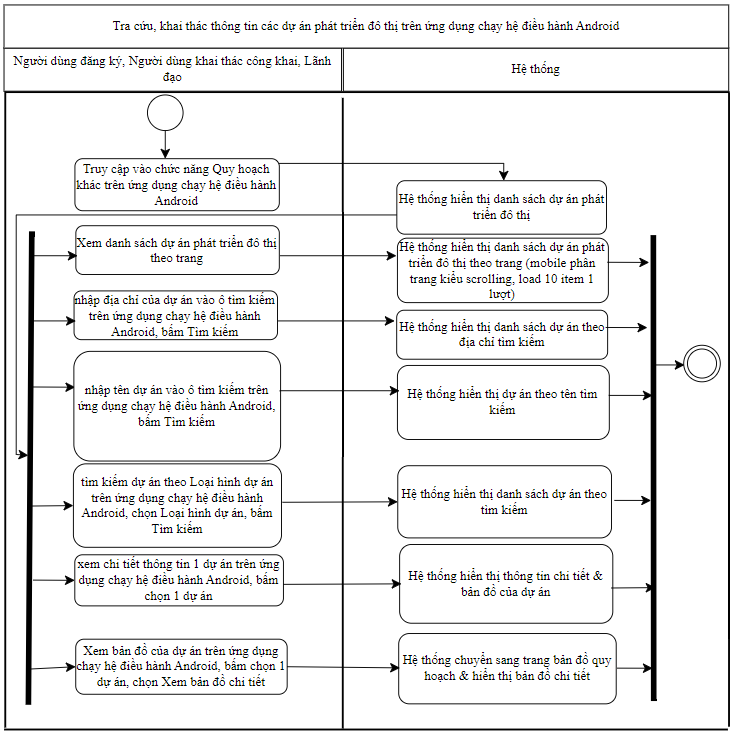 Tra cứu, khai thác thông tin các dự án phát triển đô thị trên ứng dụng chạy hệ điều hành Android
Người dùng đăng ký, Người dùng khai thác công khai, Lãnh
đạo
Hệ thống
Truy cập vào chức năng Quy hoạch
khác trên ứng dụng chạy hệ điều hành
Android
Hệ thống hiển thị danh sách dự án phát
triển đô thị
Xem danh sách dự án phát triển đô thị
theo trang
Hệ thống hiển thị danh sách dự án phát
triển đô thị theo trang (mobile phân
trang kiểu scrolling, load 10 item 1
lượt)
nhập địa chỉ của dự án vào ô tìm kiếm
trên ứng dụng chạy hệ điều hành
Android, bấm Tìm kiếm
Hệ thống hiển thị danh sách dự án theo
địa chỉ tìm kiếm
nhập tên dự án vào ô tìm kiếm trên
ứng dụng chạy hệ điều hành Android,
bấm Tìm kiếm
Hệ thống hiển thị dự án theo tên tìm
kiếm
tìm kiếm dự án theo Loại hình dự án
trên ứng dụng chạy hệ điều hành
Android, chọn Loại hình dự án, bấm
Tìm kiếm
Hệ thống hiển thị danh sách dự án theo
tìm kiếm
xem chi tiết thông tin 1 dự án trên ứng
dụng chạy hệ điều hành Android, bấm
chọn 1 dự án
Hệ thống hiển thị thông tin chi tiết &
bản đồ của dự án
Xem bản đồ của dự án trên ứng dụng
chạy hệ điều hành Android, bấm chọn 1
dự án, chọn Xem bản đồ chi tiết
Hệ thống chuyển sang trang bản đồ quy
hoạch & hiển thị bản đồ chi tiết